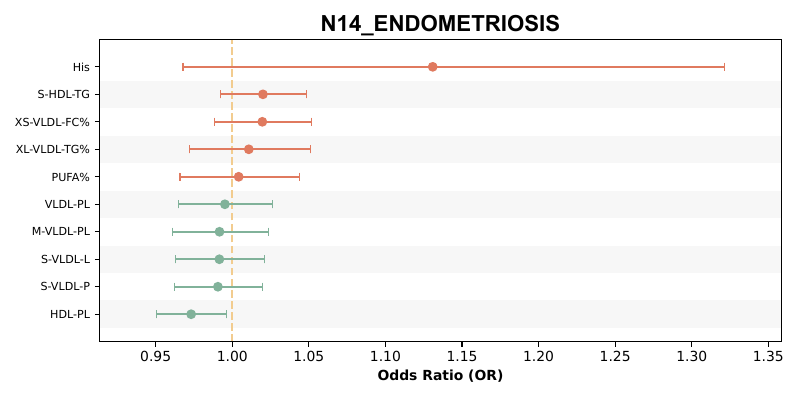 N14_ENDOMETRIOSIS
His
S-HDL-TG
XS-VLDL-FC%
XL-VLDL-TG%
PUFA%
VLDL-PL
M-VLDL-PL
S-VLDL-L
S-VLDL-P
HDL-PL
0.95 1.00 1.05 1.10 1.15 1.20 1.25 1.30 1.35
Odds Ratio (OR)